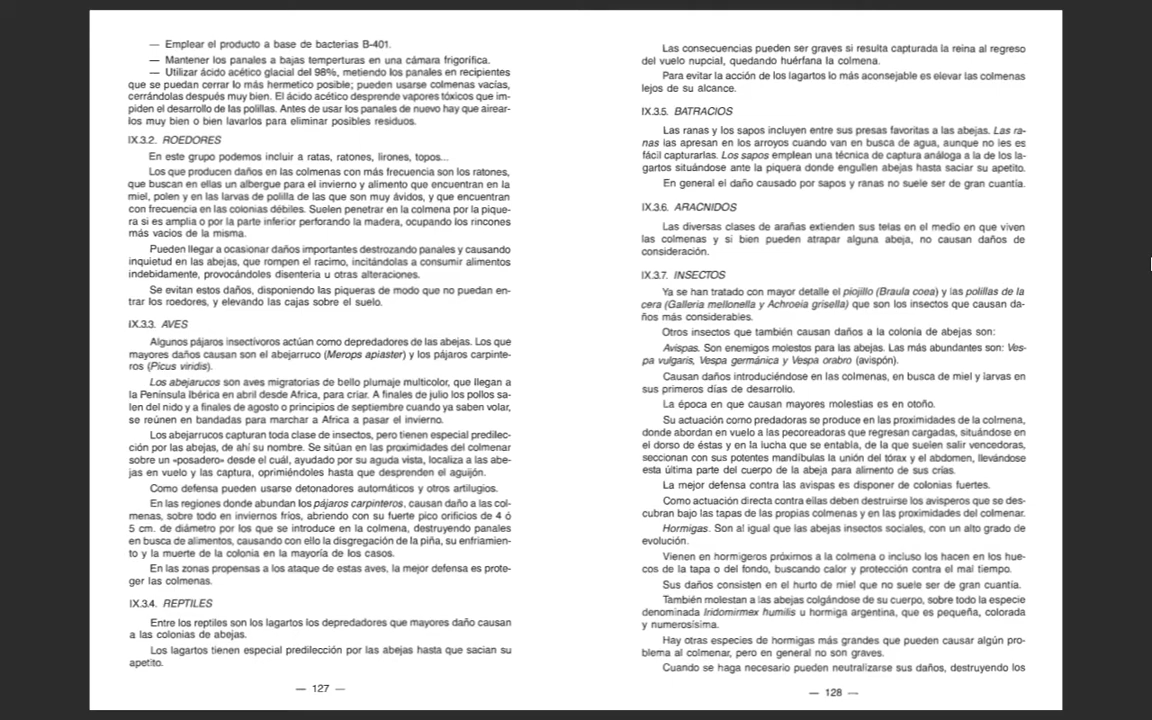 — Emplear el producto a base de bacterias B-401.
— Mantener los panales a bajas temperturas en una cámara frigorífica.
— Utilizar ácido acético glacial del 98%, metiendo los panales en recipientes
que se puedan cerrar lo más hermetico posible; pueden usarse colmenas vacías,
cerrándolas después muy bien. El ácido acético desprende vapores tóxicos que im-
piden el desarrollo de las polillas. Antes de usar los panales de nuevo hay que airear-
los muy bien o bien lavarlos para eliminar posibles residuos.
IX.3.2. ROEDORES
En este grupo podemos incluir a ratas, ratones, lirones, topos...
Los que producen daños en las colmenas con más frecuencia son los ratones,
que buscan en ellas un albergue para el invierno y alimento que encuentran en la
miel, polen y en las larvas de polilla de las que son muy ávidos, y que encuentran
con frecuencia en las colonias débiles. Suelen penetrar en la colmena por la pique-
ra si es amplia o por la parte inferior perforando la madera, ocupando los rincones
más vacíos de la misma.
Pueden llegar a ocasionar daños importantes destrozando panales y causando
inquietud en las abejas, que rompen el racimo, incitándolas a consumir alimentos
indebidamente, provocándoles disenteria u otras alteraciones.
Se evitan estos daños, disponiendo las piqueras de modo que no puedan en-
trar los roedores, y elevando las cajas sobre el suelo.
IX.3.3. AVES
Algunos pájaros insectívoros actúan como depredadores de las abejas. Los que
mayores daños causan son el abejarruco (Merops apiaster) y los pájaros carpinte-
ros (Picus viridis).
Los abejarucos son aves migratorias de bello plumaje multicolor, que llegan a
la Península Ibérica en abril desde Africa, para criar. A finales de julio los pollos sa-
len del nido y a finales de agosto o principios de septiembre cuando ya saben volar,
se reúnen en bandadas para marchar a Africa a pasar el invierno.
Los abejarrucos capturan toda clase de insectos, pero tienen especial predilec-
ción por las abejas, de ahí su nombre. Se sitúan en las proximidades del colmenar
sobre un «posadero» desde el cuál, ayudado por su aguda vista, localiza a las abe-
jas en vuelo y las captura, oprimiéndoles hasta que desprenden el aguijón.
Como defensa pueden usarse detonadores automáticos y otros artilugios.
En las regiones donde abundan los pájaros carpinteros, causan daño a las col-
menas, sobre todo en inviernos fríos, abriendo con su fuerte pico orificios de 4 ó
5 cm. de diámetro por los que se introduce en la colmena, destruyendo panales
en busca de alimentos, causando con ello la disgregación de la piña, su enfriamien-
to y la muerte de la colonia en la mayoría de los casos.
En las zonas propensas a los ataque de estas aves, la mejor defensa es prote-
ger las colmenas.
IX.3.4. REPTILES
Entre los reptiles son los lagartos los depredadores que mayores daño causan
a las colonias de abejas.
Los lagartos tienen especial predilección por las abejas hasta que sacian su
apetito.
— 127 —
Las consecuencias pueden ser graves si resulta capturada la reina al regreso
del vuelo nupcial, quedando huérfana la colmena.
Para evitar la acción de los lagartos lo más aconsejable es elevar las colmenas
lejos de su alcance.
IX.3.5. BATRACIOS
Las ranas y los sapos incluyen entre sus presas favoritas a las abejas. Las ra-
nas las apresan en los arroyos cuando van en busca de agua, aunque no les es
fácil capturarlas. Los sapos emplean una técnica de captura análoga a la de los la-
gartos situándose ante la piquera donde engullen abejas hasta saciar su apetito.
En general el daño causado por sapos y ranas no suele ser de gran cuantía.
IX.3.6. ARACNIDOS
Las diversas clases de arañas extienden sus telas en el medio en que viven
las colmenas y si bien pueden atrapar alguna abeja, no causan daños de
consideración.
IX.3.7. INSECTOS
Ya se han tratado con mayor detalle el piojillo (Braula coea) y las polillas de la
cera (Galleria mellonella y Achroeia grisella) que son los insectos que causan da-
ños más considerables.
Otros insectos que también causan daños a la colonia de abejas son:
Avispas. Son enemigos molestos para las abejas. Las más abundantes son: Ves-
pa vulgaris, Vespa germánica y Vespa orabro (avispón).
Causan daños introduciéndose en las colmenas, en busca de miel y larvas en
sus primeros días de desarrollo.
La época en que causan mayores molestias es en otoño.
Su actuación como predadoras se produce en las proximidades de la colmena,
donde abordan en vuelo a las pecoreadoras que regresan cargadas, situándose en
el dorso de éstas y en la lucha que se entabla, de la que suelen salir vencedoras,
seccionan con sus potentes mandíbulas la unión del tórax y el abdomen, llevándose
esta última parte del cuerpo de la abeja para alimento de sus crías.
La mejor defensa contra las avispas es disponer de colonias fuertes.
Como actuación directa contra ellas deben destruirse los avisperos que se des-
cubran bajo las tapas de las propias colmenas y en las proximidades del colmenar.
Hormigas. Son al igual que las abejas insectos sociales, con un alto grado de
evolución.
Vienen en hormigeros próximos a la colmena o incluso los hacen en los hue-
cos de la tapa o del fondo, buscando calor y protección contra el mal tiempo.
Sus daños consisten en el hurto de miel que no suele ser de gran cuantía.
También molestan a las abejas colgándose de su cuerpo, sobre todo la especie
denominada Iridomirmex humilis u hormiga argentina, que es pequeña, colorada
y numerosísima.
Hay otras especies de hormigas más grandes que pueden causar algún pro-
blema al colmenar, pero en general no son graves.
Cuando se haga necesario pueden neutralizarse sus daños, destruyendo los
— 128 —